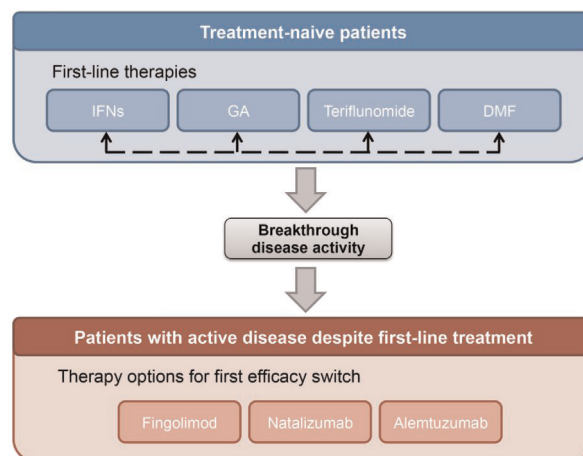 Treatment-naive patients
First-line therapies
IFNs GA Teriflunomide DMF
Breakthrough
disease activity
Patients with active disease despite first-line treatment
Therapy options for first efficacy switch
Fingolimod Natalizumab Alemtuzumab